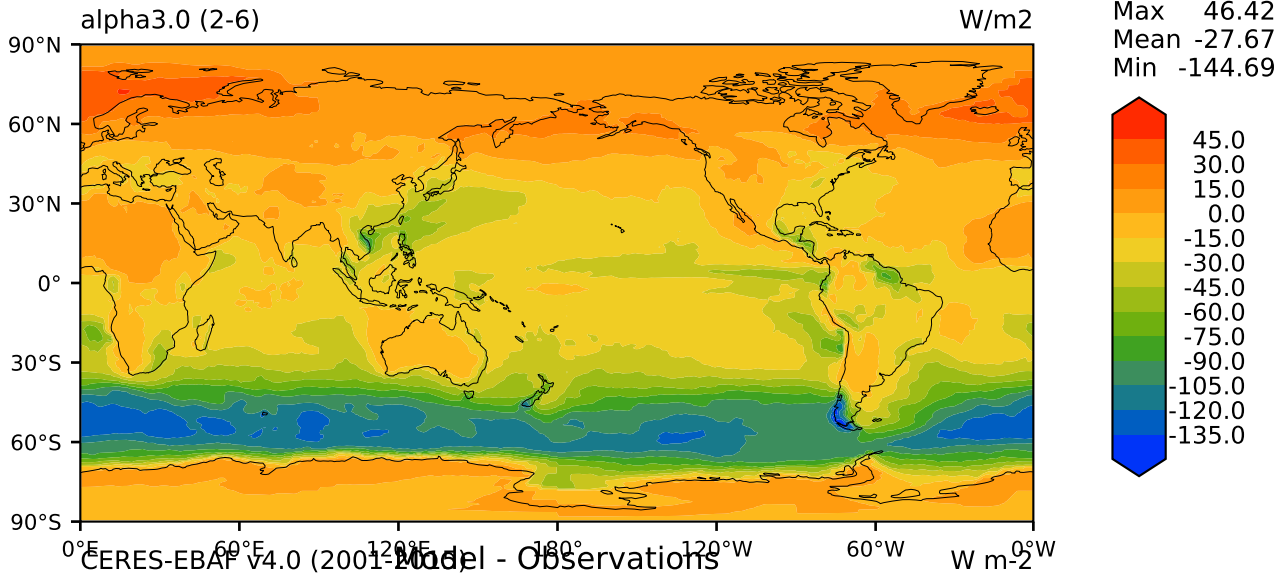 alpha3.0 (2-6) W/m2
Max 46.42
Mean -27.67
Min -144.69
90°N
60°N
30°N
0°
30°S
60°S
90°S
0°E 60°E 120°E 180° 120°W 60°W 0°W
45.0
30.0
15.0
0.0
-15.0
-30.0
-45.0
-60.0
-75.0
-90.0
-105.0
-120.0
-135.0
CERES-EBAF v4.0 (2001- Model - Observations W m-2